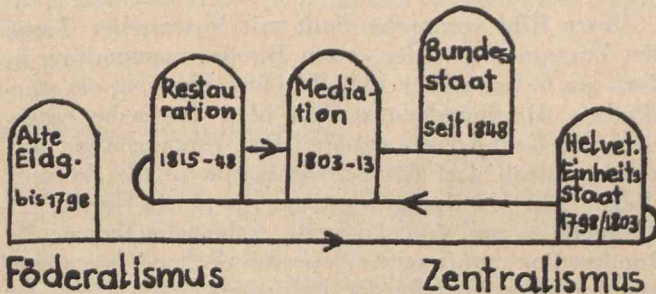 Alte
Eidg.
bis 1798
Restau
ration
1815-48
Media-
tion
1803-13
Bundes
staat
seit 1848
Helvet.
Einheits
staat
1798/1803
Föderalismus
Zentralismus